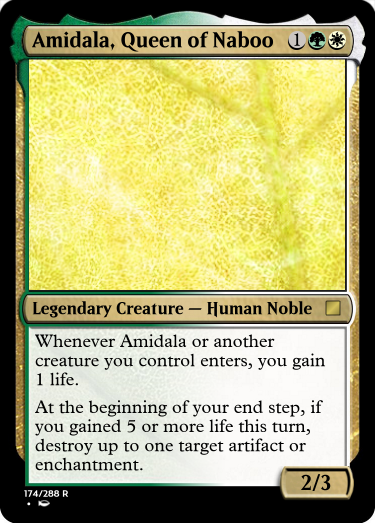 Amidala, Queen of Naboo 1
Legendary Creature — Human Noble
Whenever Amidala or another
creature you control enters, you gain
1 life.
At the beginning of your end step, if
you gained 5 or more life this turn,
destroy up to one target artifact or
enchantment.
2/3
174/288 R